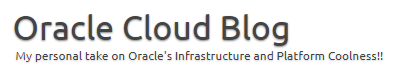 Oracle Cloud Blog
My personal take on Oracle's Infrastructure and Platform Coolness!!